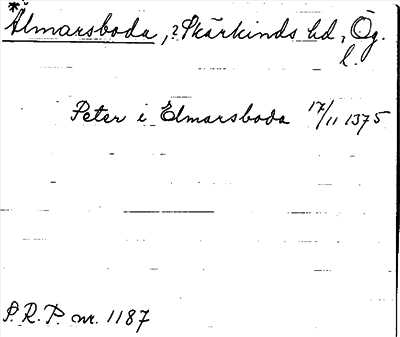 *Älmarsboda, ? Skärkinds hd, Ög.
l.
Peter i Elmarsboda 17/11 1375
P.R.P. nr. 1187